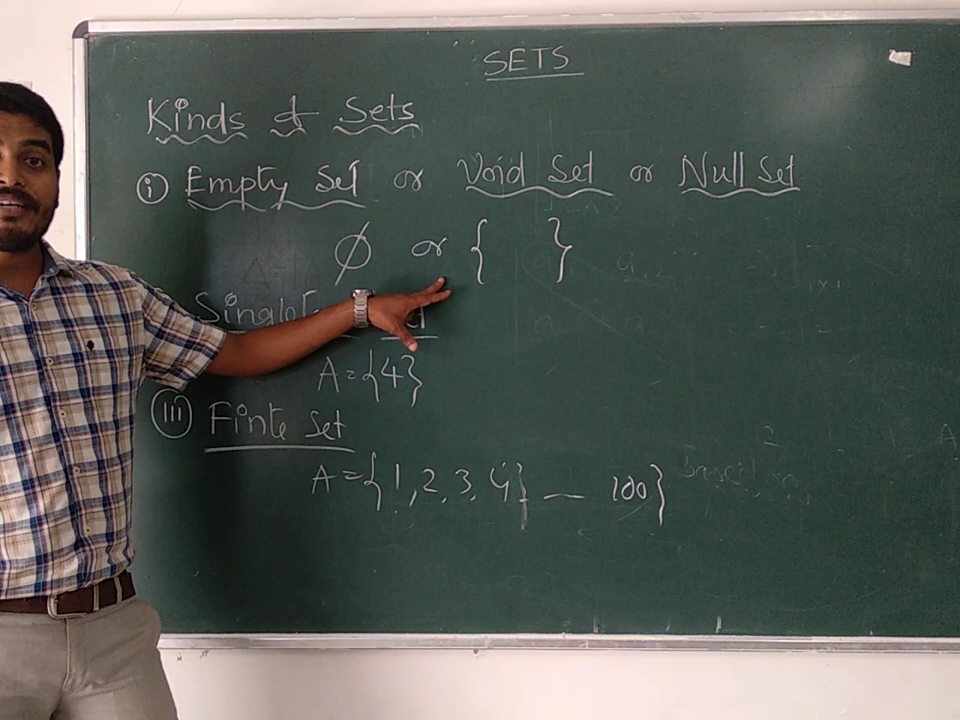 SETS
Kinds of Sets
(i) Empty Set or Void Set or Null Set
∅ or { }
A = {4}
(iii) Finte Set
A = {1, 2, 3, 4} — 100}